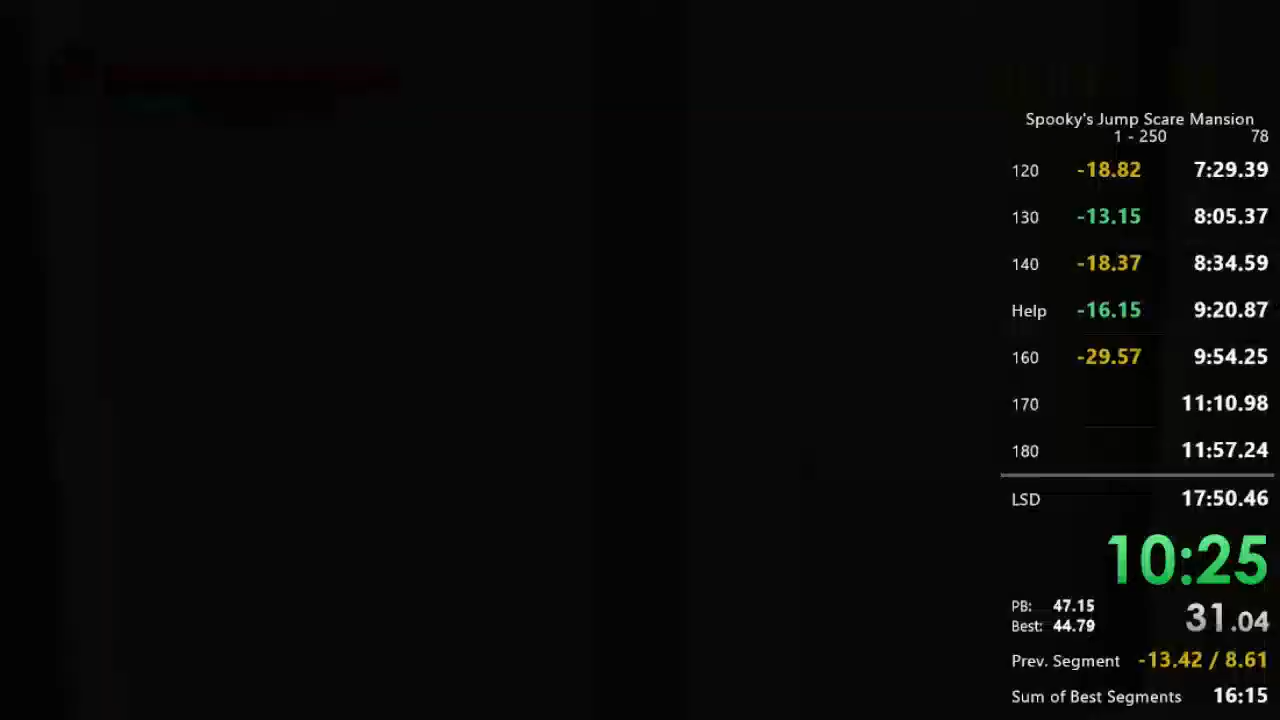 Spooky's Jump Scare Mansion
1 - 250 78
120 -18.82 7:29.39
130 -13.15 8:05.37
140 -18.37 8:34.59
Help -16.15 9:20.87
160 -29.57 9:54.25
170 11:10.98
180 11:57.24
LSD 17:50.46
10:25
PB: 47.15 31.04
Best: 44.79
Prev. Segment -13.42 / 8.61
Sum of Best Segments 16:15